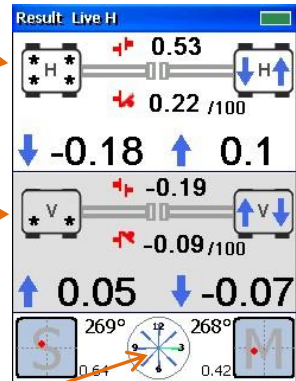 Result Live H
0.53
* * H * *
0.22 /100
H
-0.18 0.1
-0.19
* V *
-0.09 /100
V
0.05 -0.07
269° 12 268°
S 9 3 M
0.64 6 0.42